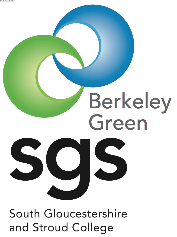 Berkeley
Green
sgs
South Gloucestershire
and Stroud College